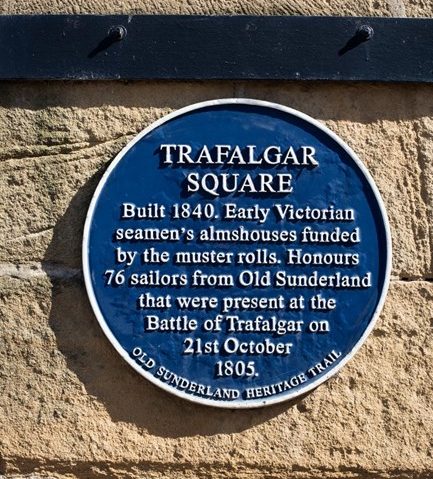 TRAFALGAR
SQUARE
Built 1840. Early Victorian
seamen's almshouses funded
by the muster rolls. Honours
76 sailors from Old Sunderland
that were present at the
Battle of Trafalgar on
21st October
1805.
OLD SUNDERLAND HERITAGE TRAIL